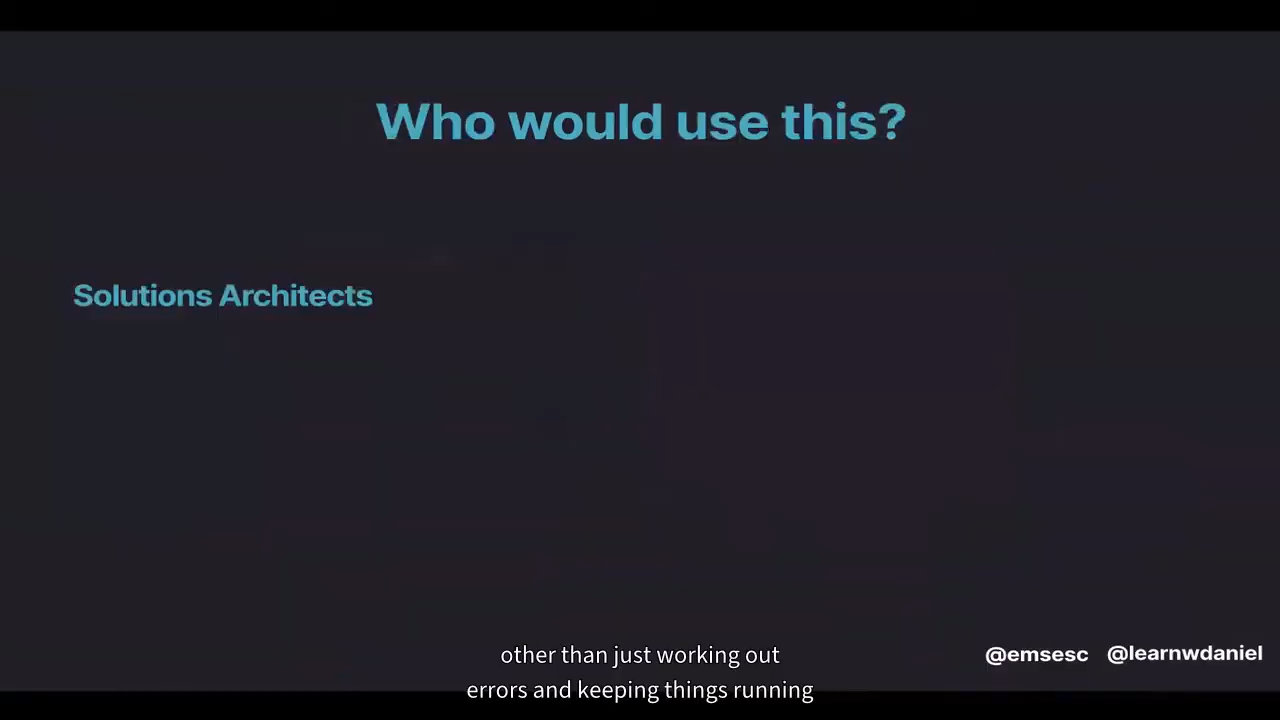 Who would use this?
Solutions Architects
other than just working out
errors and keeping things running
@emsesc @learnwdaniel